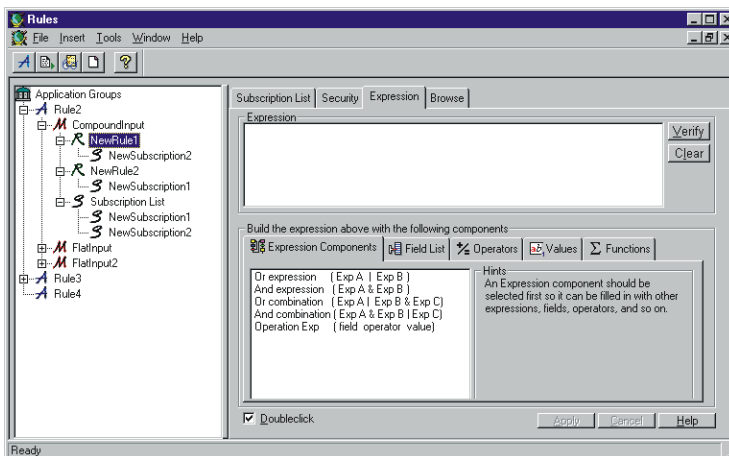 Rules
File Insert Tools Window Help
Application Groups
Rule2
CompoundInput
NewRule1
NewSubscription2
NewRule2
NewSubscription1
Subscription List
NewSubscription1
NewSubscription2
FlatInput
FlatInput2
Rule3
Rule4
Subscription List Security Expression Browse
Expression
Verify
Clear
Build the expression above with the following components
Expression Components Field List Operators Values Functions
Or expression ( Exp A | Exp B )
And expression ( Exp A & Exp B )
Or combination ( Exp A | Exp B & Exp C)
And combination ( Exp A & Exp B | Exp C)
Operation Exp ( field operator value)
Hints
An Expression component should be
selected first so it can be filled in with other
expressions, fields, operators, and so on.
Doubleclick
Apply Cancel Help
Ready